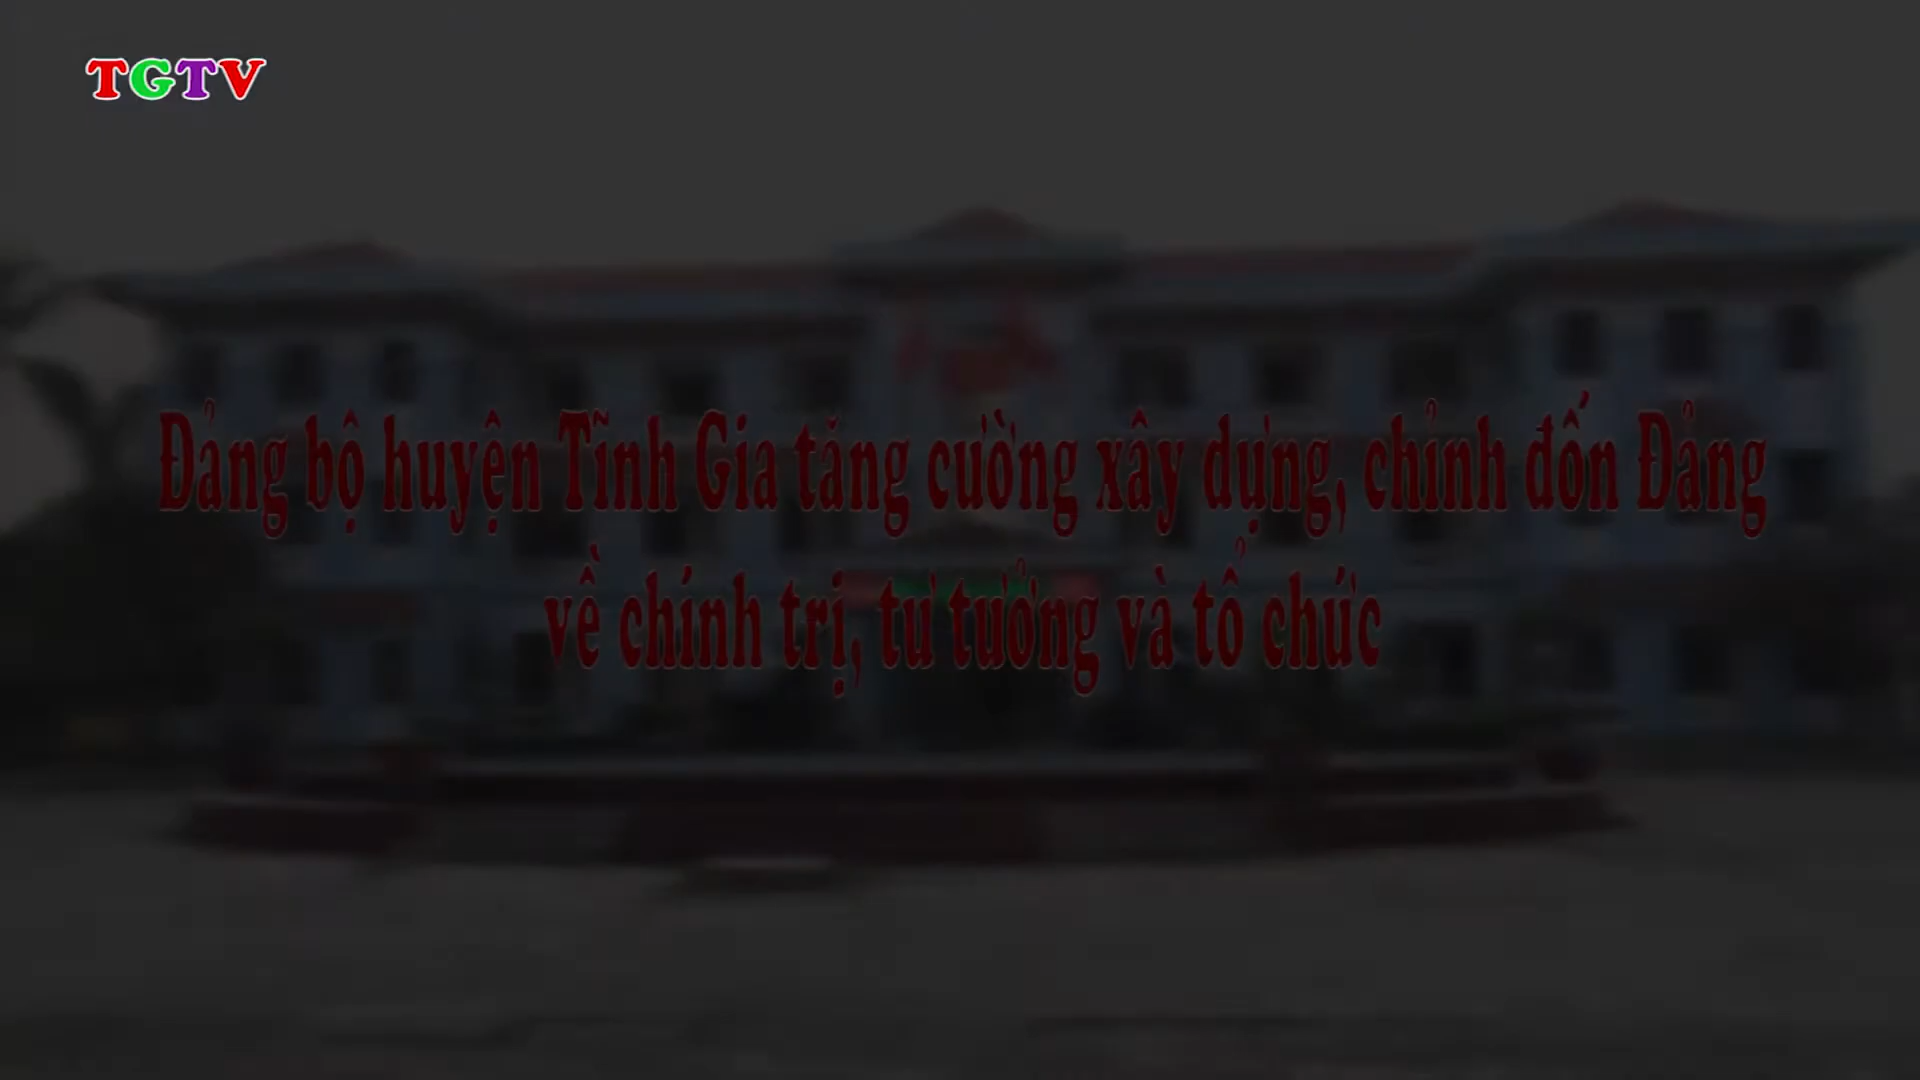 TGTV
Đảng bộ huyện Tĩnh Gia tăng cường xây dựng, chỉnh đốn Đảng
về chính trị, tư tưởng và tổ chức